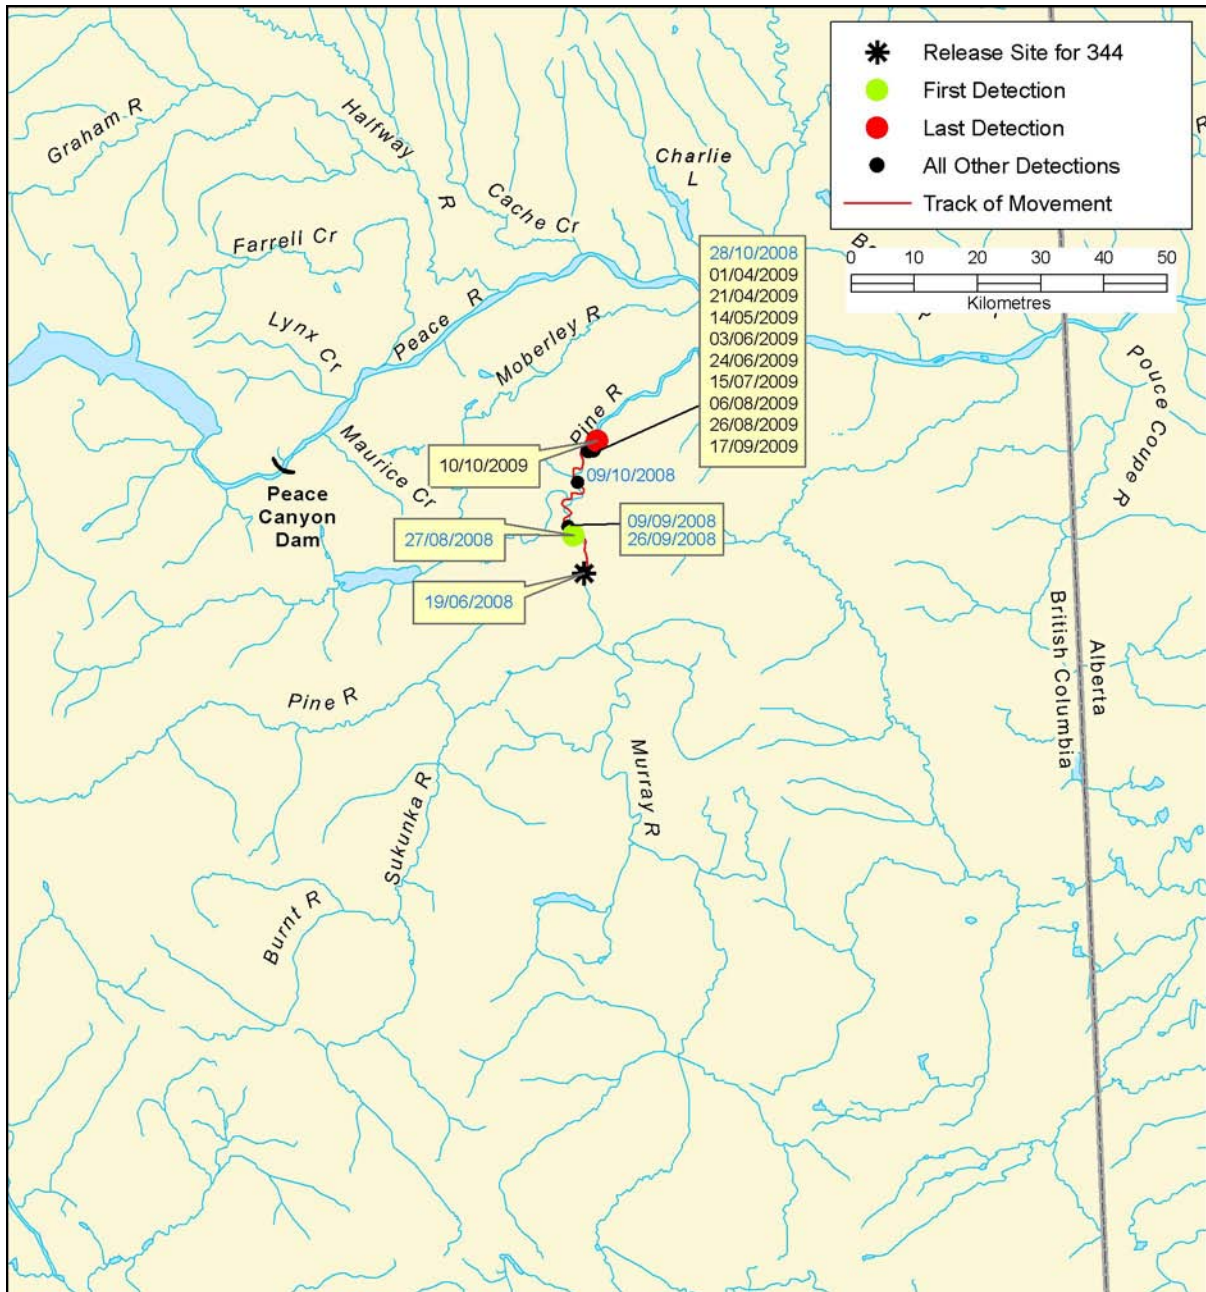 Release Site for 344
First Detection
Last Detection
All Other Detections
Track of Movement
0 10 20 30 40 50
Kilometres
Graham R
Halfway R
Cache Cr
Charlie
L
Farrell Cr
Lynx Cr
Peace R
Moberley R
Pine R
Maurice Cr
Peace
Canyon
Dam
Pouce Coupe R
28/10/2008
01/04/2009
21/04/2009
14/05/2009
03/06/2009
24/06/2009
15/07/2009
06/08/2009
26/08/2009
17/09/2009
10/10/2009
09/10/2008
09/09/2008
26/09/2008
27/08/2008
19/06/2008
British Columbia
Alberta
Pine R
Murray R
Sukunka R
Burnt R
R